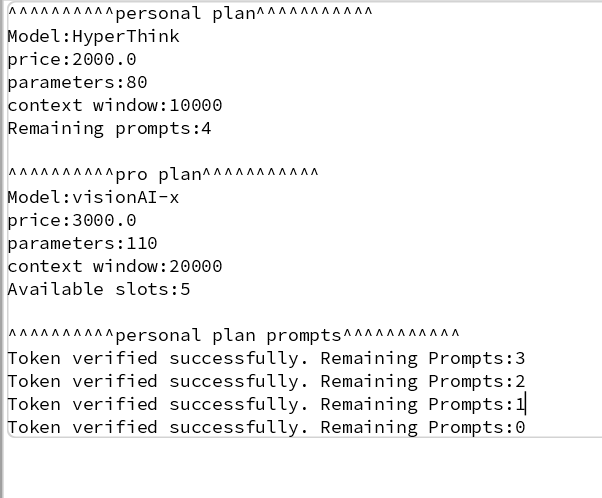 ^^^^^^^^^^personal plan^^^^^^^^^^^
Model:HyperThink
price:2000.0
parameters:80
context window:10000
Remaining prompts:4
^^^^^^^^^^pro plan^^^^^^^^^^^
Model:visionAI-x
price:3000.0
parameters:110
context window:20000
Available slots:5
^^^^^^^^^^personal plan prompts^^^^^^^^^^^
Token verified successfully. Remaining Prompts:3
Token verified successfully. Remaining Prompts:2
Token verified successfully. Remaining Prompts:1
Token verified successfully. Remaining Prompts:0